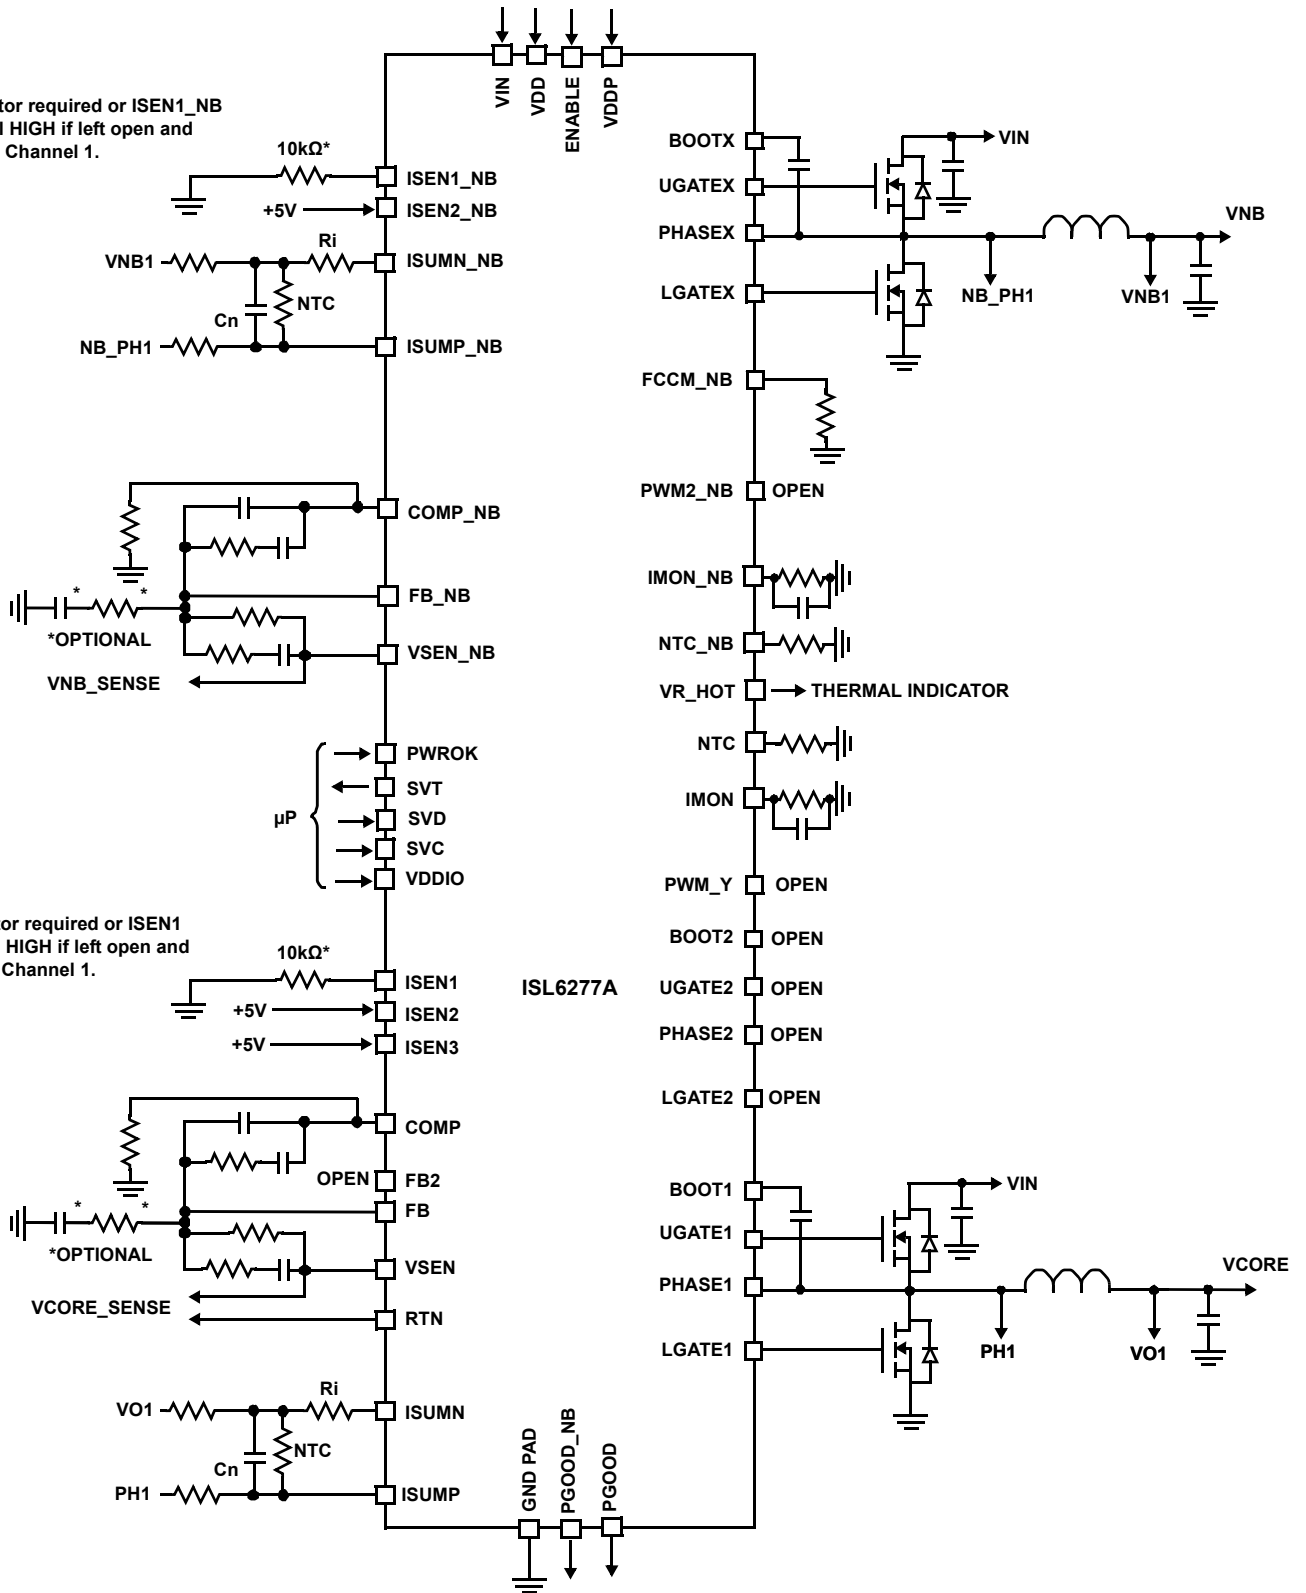 VIN
VDD
ENABLE
VDDP
required or ISEN1_NB
HIGH if left open and
Channel 1.
10kΩ*
ISEN1_NB
+5V
ISEN2_NB
VNB1
Ri
ISUMN_NB
Cn
NTC
NB_PH1
ISUMP_NB
COMP_NB
FB_NB
* *
*OPTIONAL
VSEN_NB
VNB_SENSE
µP
PWROK
SVT
SVD
SVC
VDDIO
required or ISEN1
HIGH if left open and
Channel 1.
10kΩ*
ISEN1
+5V
ISEN2
+5V
ISEN3
COMP
OPEN
FB2
FB
* *
*OPTIONAL
VSEN
VCORE_SENSE
RTN
VO1
Ri
ISUMN
Cn
NTC
PH1
ISUMP
ISL6277A
BOOTX
VIN
UGATEX
PHASEX
VNB
LGATEX
NB_PH1
VNB1
FCCM_NB
PWM2_NB
OPEN
IMON_NB
NTC_NB
VR_HOT
THERMAL INDICATOR
NTC
IMON
PWM_Y
OPEN
BOOT2
OPEN
UGATE2
OPEN
PHASE2
OPEN
LGATE2
OPEN
BOOT1
VIN
UGATE1
PHASE1
VCORE
LGATE1
PH1
VO1
GND PAD
PGOOD_NB
PGOOD